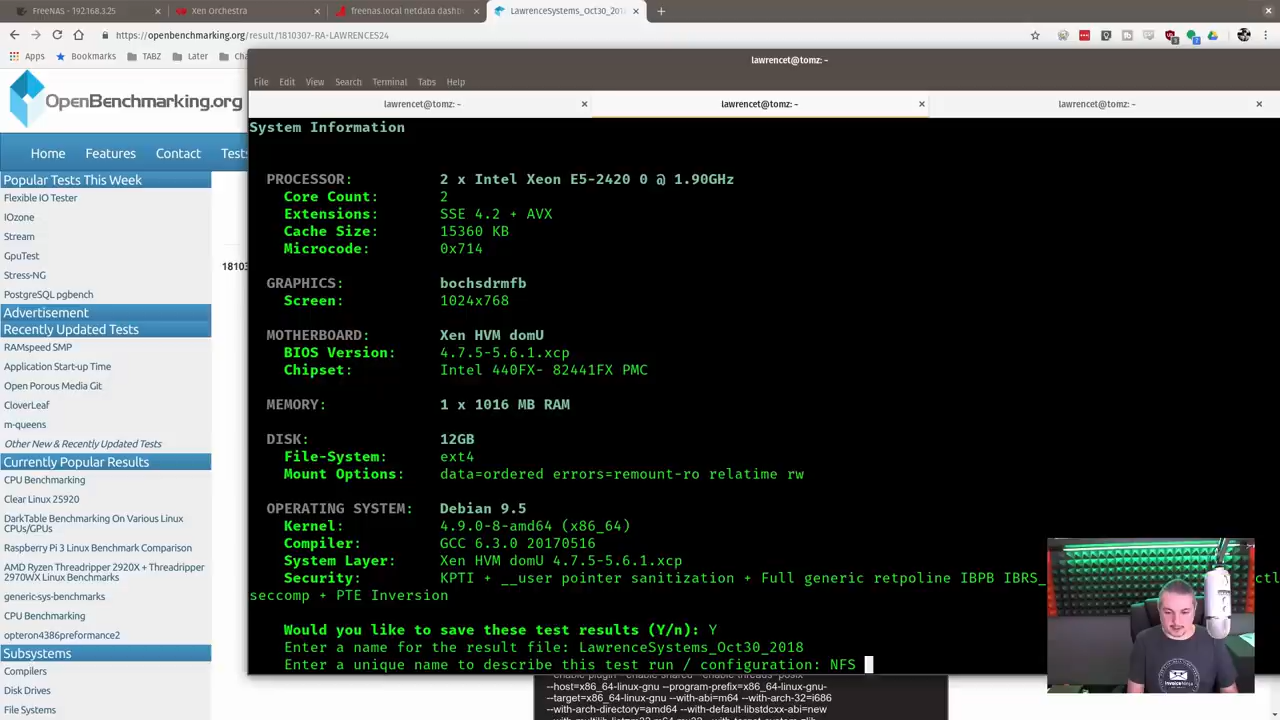 FreeNAS - 192.168.3.25
Xen Orchestra
freenas.local netdata dashb
LawrenceSystems_Oct30_201
https://openbenchmarking.org/result/1810307-RA-LAWRENCES24
Apps
Bookmarks
TABZ
Later
lawrencet@tomz: ~
File Edit View Search Terminal Tabs Help
lawrencet@tomz: ~
lawrencet@tomz: ~
lawrencet@tomz: ~
OpenBenchmarking.org
Home Features Contact Tests
Popular Tests This Week
Flexible IO Tester
IOzone
Stream
GpuTest
Stress-NG
PostgreSQL pgbench
Advertisement
Recently Updated Tests
RAMspeed SMP
Application Start-up Time
Open Porous Media Git
CloverLeaf
m-queens
Other New & Recently Updated Tests
Currently Popular Results
CPU Benchmarking
Clear Linux 25920
DarkTable Benchmarking On Various Linux
CPUs/GPUs
Raspberry Pi 3 Linux Benchmark Comparison
AMD Ryzen Threadripper 2920X + Threadripper
2970WX Linux Benchmarks
generic-sys-benchmarks
CPU Benchmarking
opteron4386preformance2
Subsystems
Compilers
Disk Drives
File Systems
18103
System Information
PROCESSOR: 2 x Intel Xeon E5-2420 0 @ 1.90GHz
Core Count: 2
Extensions: SSE 4.2 + AVX
Cache Size: 15360 KB
Microcode: 0x714
GRAPHICS: bochsdrmfb
Screen: 1024x768
MOTHERBOARD: Xen HVM domU
BIOS Version: 4.7.5-5.6.1.xcp
Chipset: Intel 440FX- 82441FX PMC
MEMORY: 1 x 1016 MB RAM
DISK: 12GB
File-System: ext4
Mount Options: data=ordered errors=remount-ro relatime rw
OPERATING SYSTEM: Debian 9.5
Kernel: 4.9.0-8-amd64 (x86_64)
Compiler: GCC 6.3.0 20170516
System Layer: Xen HVM domU 4.7.5-5.6.1.xcp
Security: KPTI + __user pointer sanitization + Full generic retpoline IBPB IBRS_
seccomp + PTE Inversion
Would you like to save these test results (Y/n): Y
Enter a name for the result file: LawrenceSystems_Oct30_2018
Enter a unique name to describe this test run / configuration: NFS
--host=x86_64-linux-gnu --program-prefix=x86_64-linux-gnu-
--target=x86_64-linux-gnu --with-abi=m64 --with-arch-32=i686
--with-arch-directory=amd64 --with-default-libstdcxx-abi=new